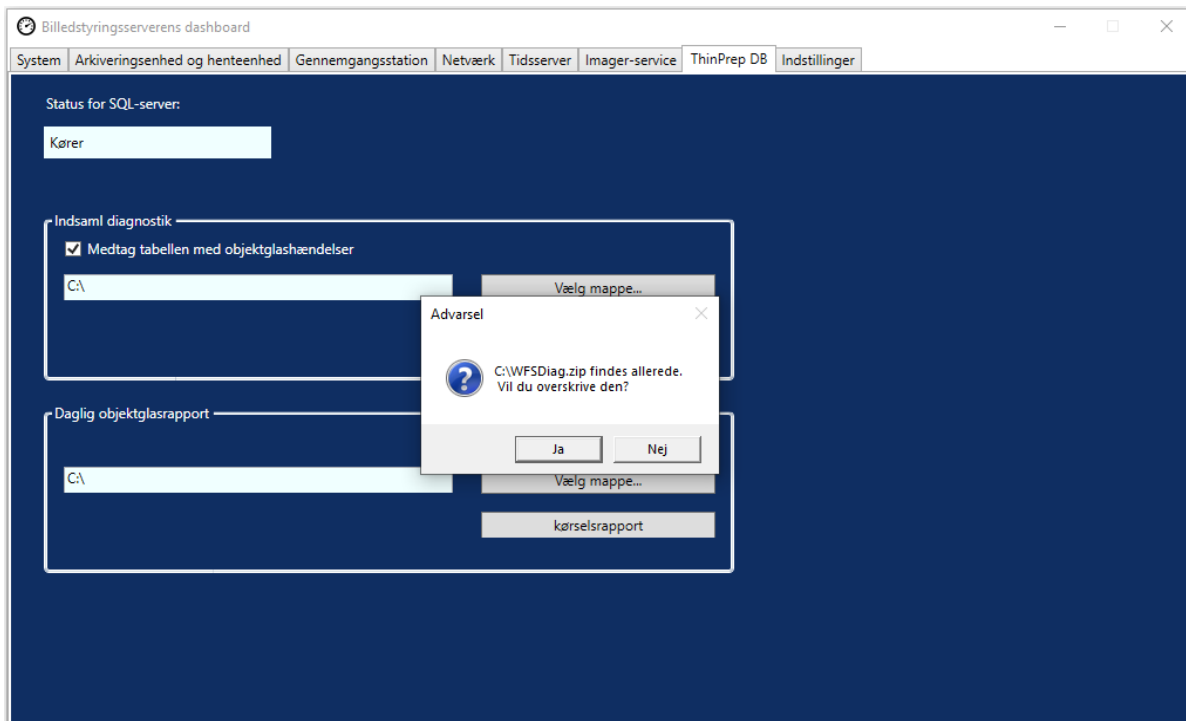 Billedstyringsserverens dashboard
System Arkiveringsenhed og henteenhed Gennemgangsstation Netværk Tidsserver Imager-service ThinPrep DB Indstillinger
Status for SQL-server:
Kører
Indsaml diagnostik
Medtag tabellen med objektglashændelser
C:\
Vælg mappe...
Advarsel
C:\WFSDiag.zip findes allerede.
Vil du overskrive den?
Ja Nej
Daglig objektglasrapport
C:\
Vælg mappe...
kørselsrapport